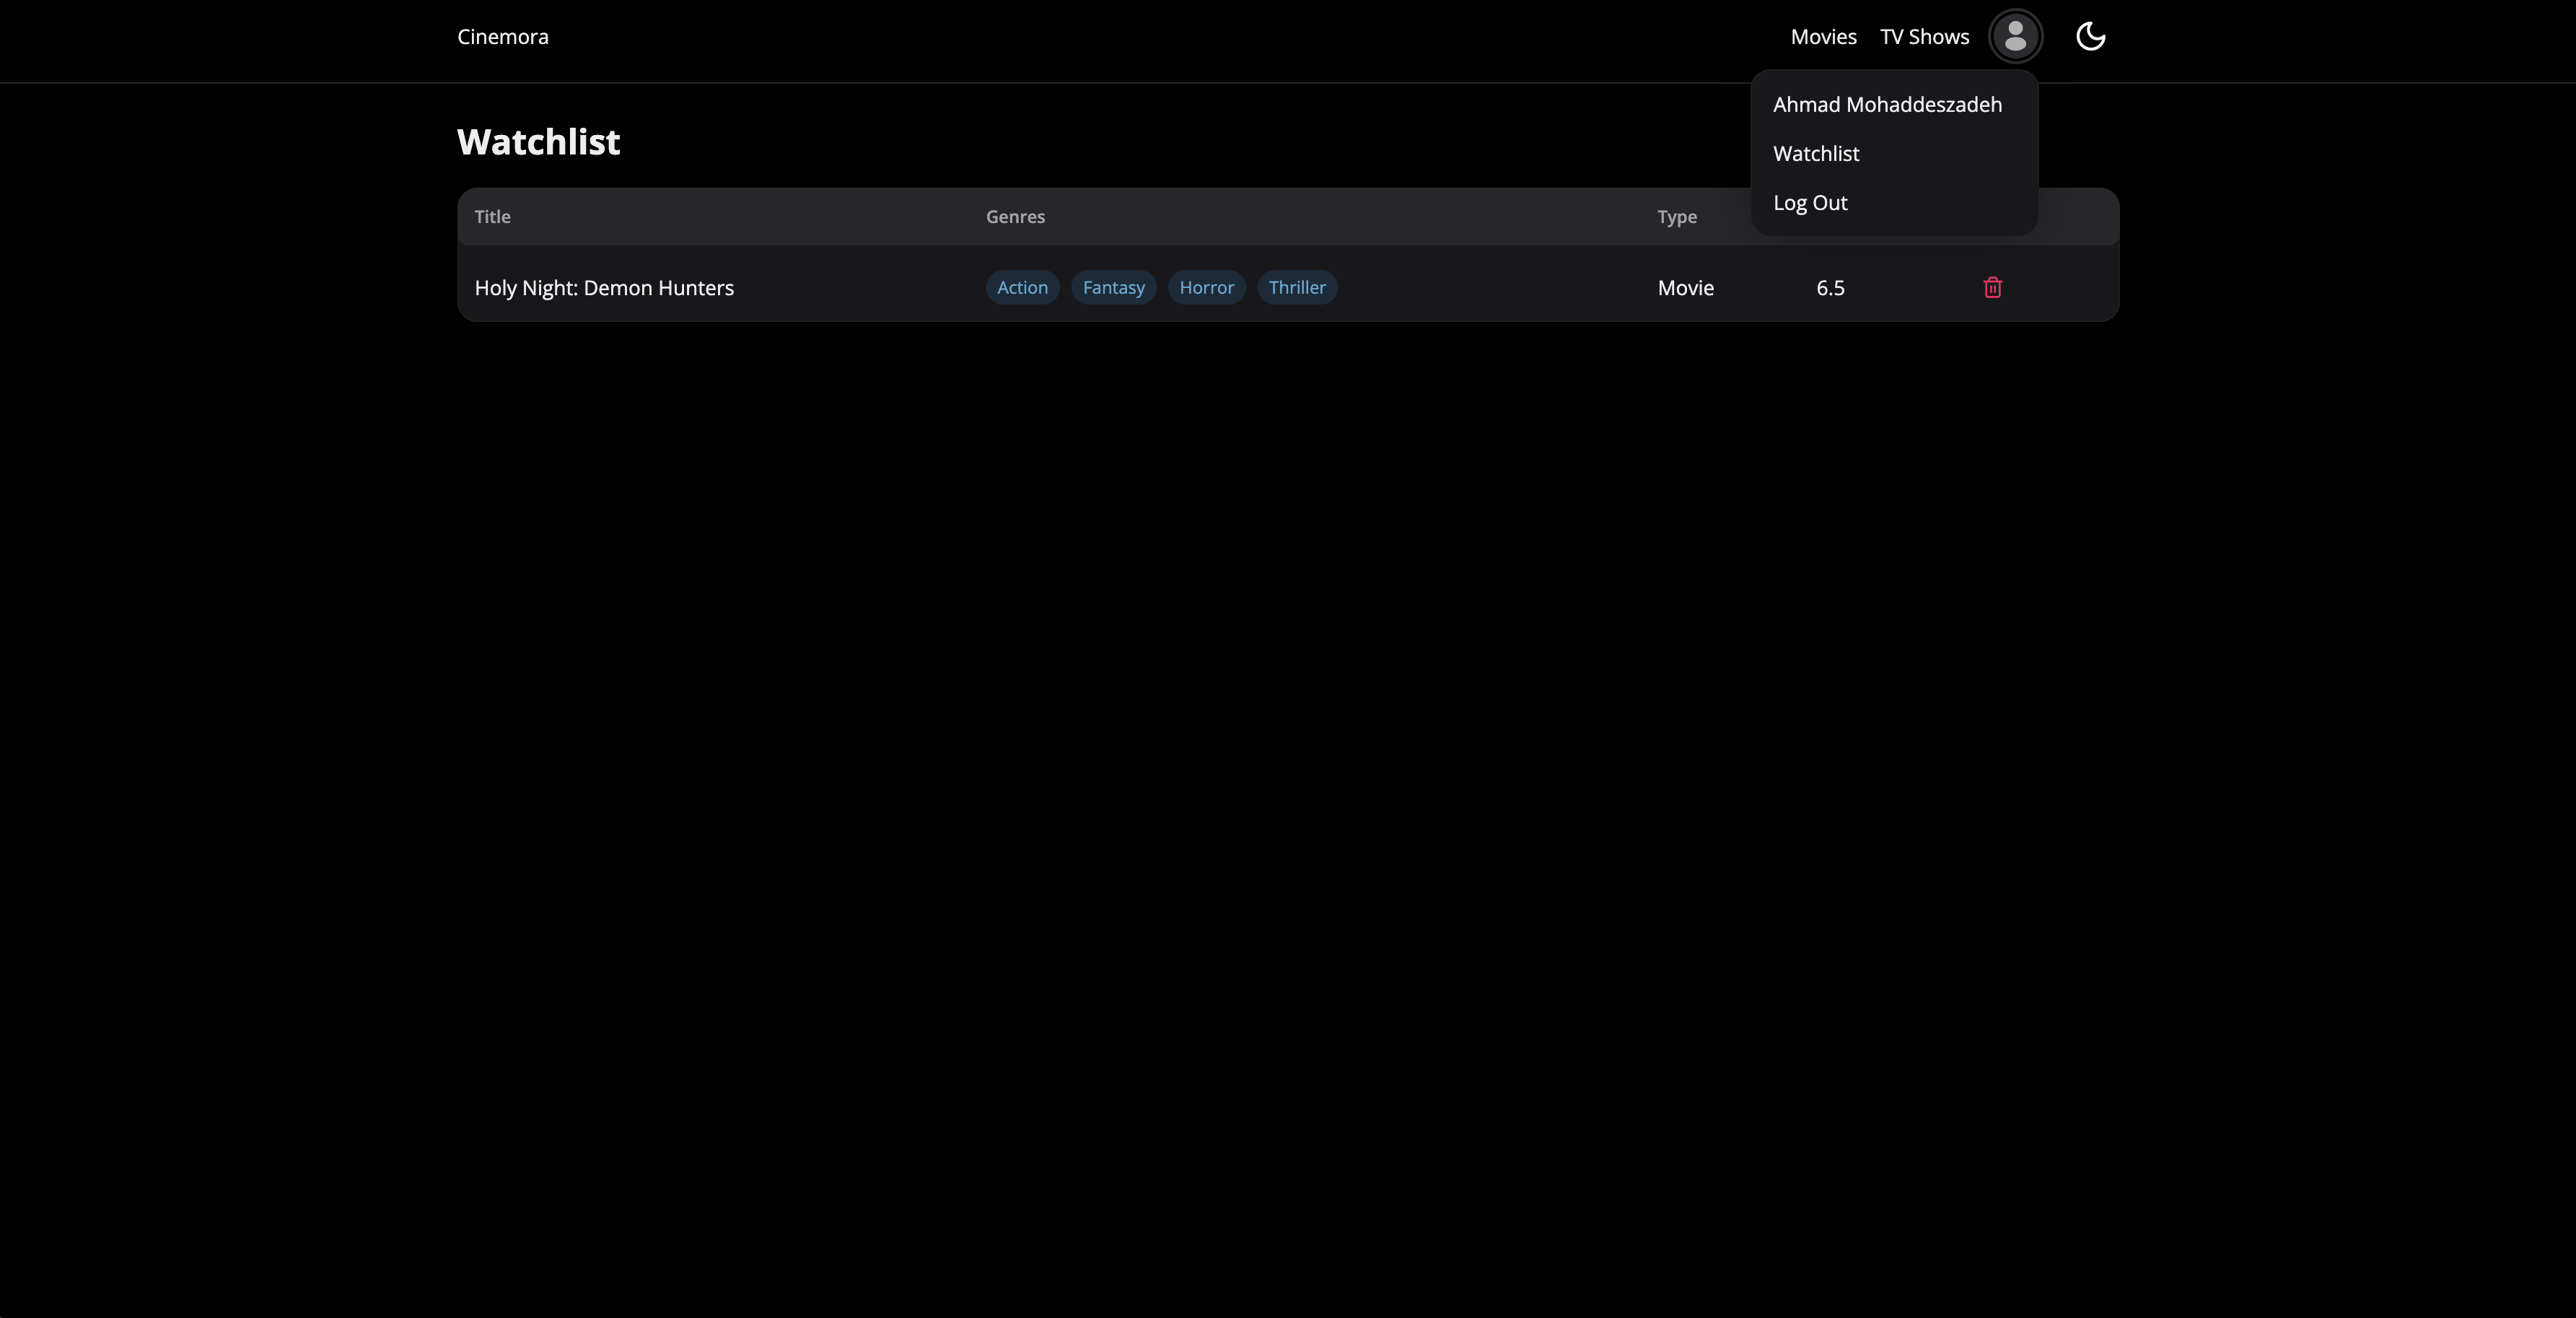 Cinemora Movies TV Shows
Ahmad Mohaddeszadeh
Watchlist
Log Out
Watchlist
Title Genres Type
Holy Night: Demon Hunters Action Fantasy Horror Thriller Movie 6.5